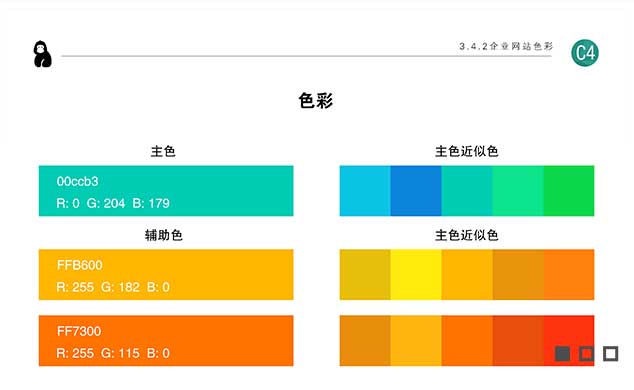 3.4.2企业网站色彩
C4
色彩
主色
主色近似色
00ccb3
R: 0 G: 204 B: 179
辅助色
主色近似色
FFB600
R: 255 G: 182 B: 0
FF7300
R: 255 G: 115 B: 0